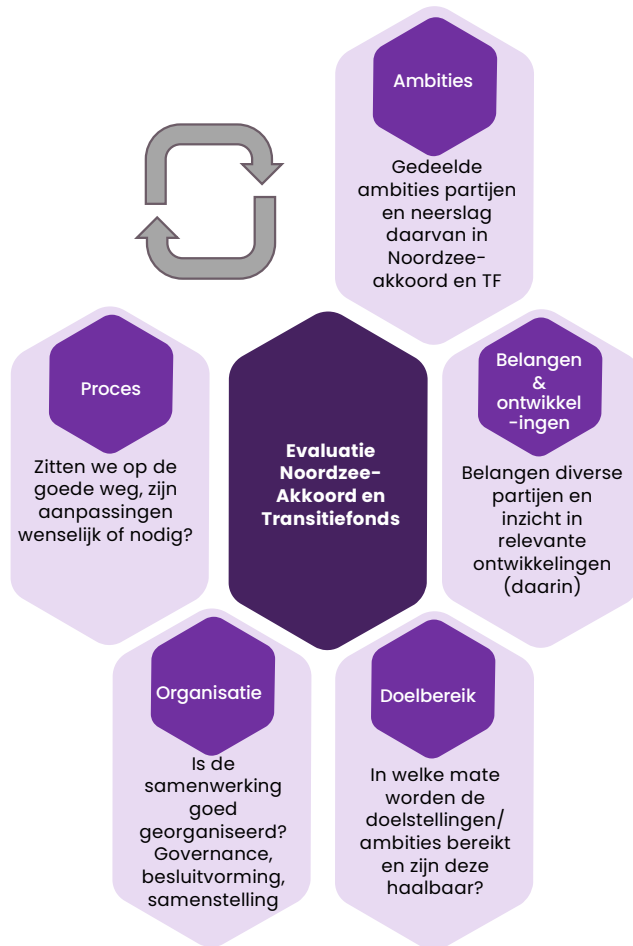 Ambities
Gedeelde
ambities partijen
en neerslag
daarvan in
Noordzee-
akkoord en TF
Belangen
&
ontwikkel
-ingen
Belangen diverse
partijen en
inzicht in
relevante
ontwikkelingen
(daarin)
Proces
Zitten we op de
goede weg, zijn
aanpassingen
wenselijk of nodig?
Evaluatie
Noordzee-
Akkoord en
Transitiefonds
Organisatie
Is de
samenwerking
goed
georganiseerd?
Governance,
besluitvorming,
samenstelling
Doelbereik
In welke mate
worden de
doelstellingen/
ambities bereikt
en zijn deze
haalbaar?